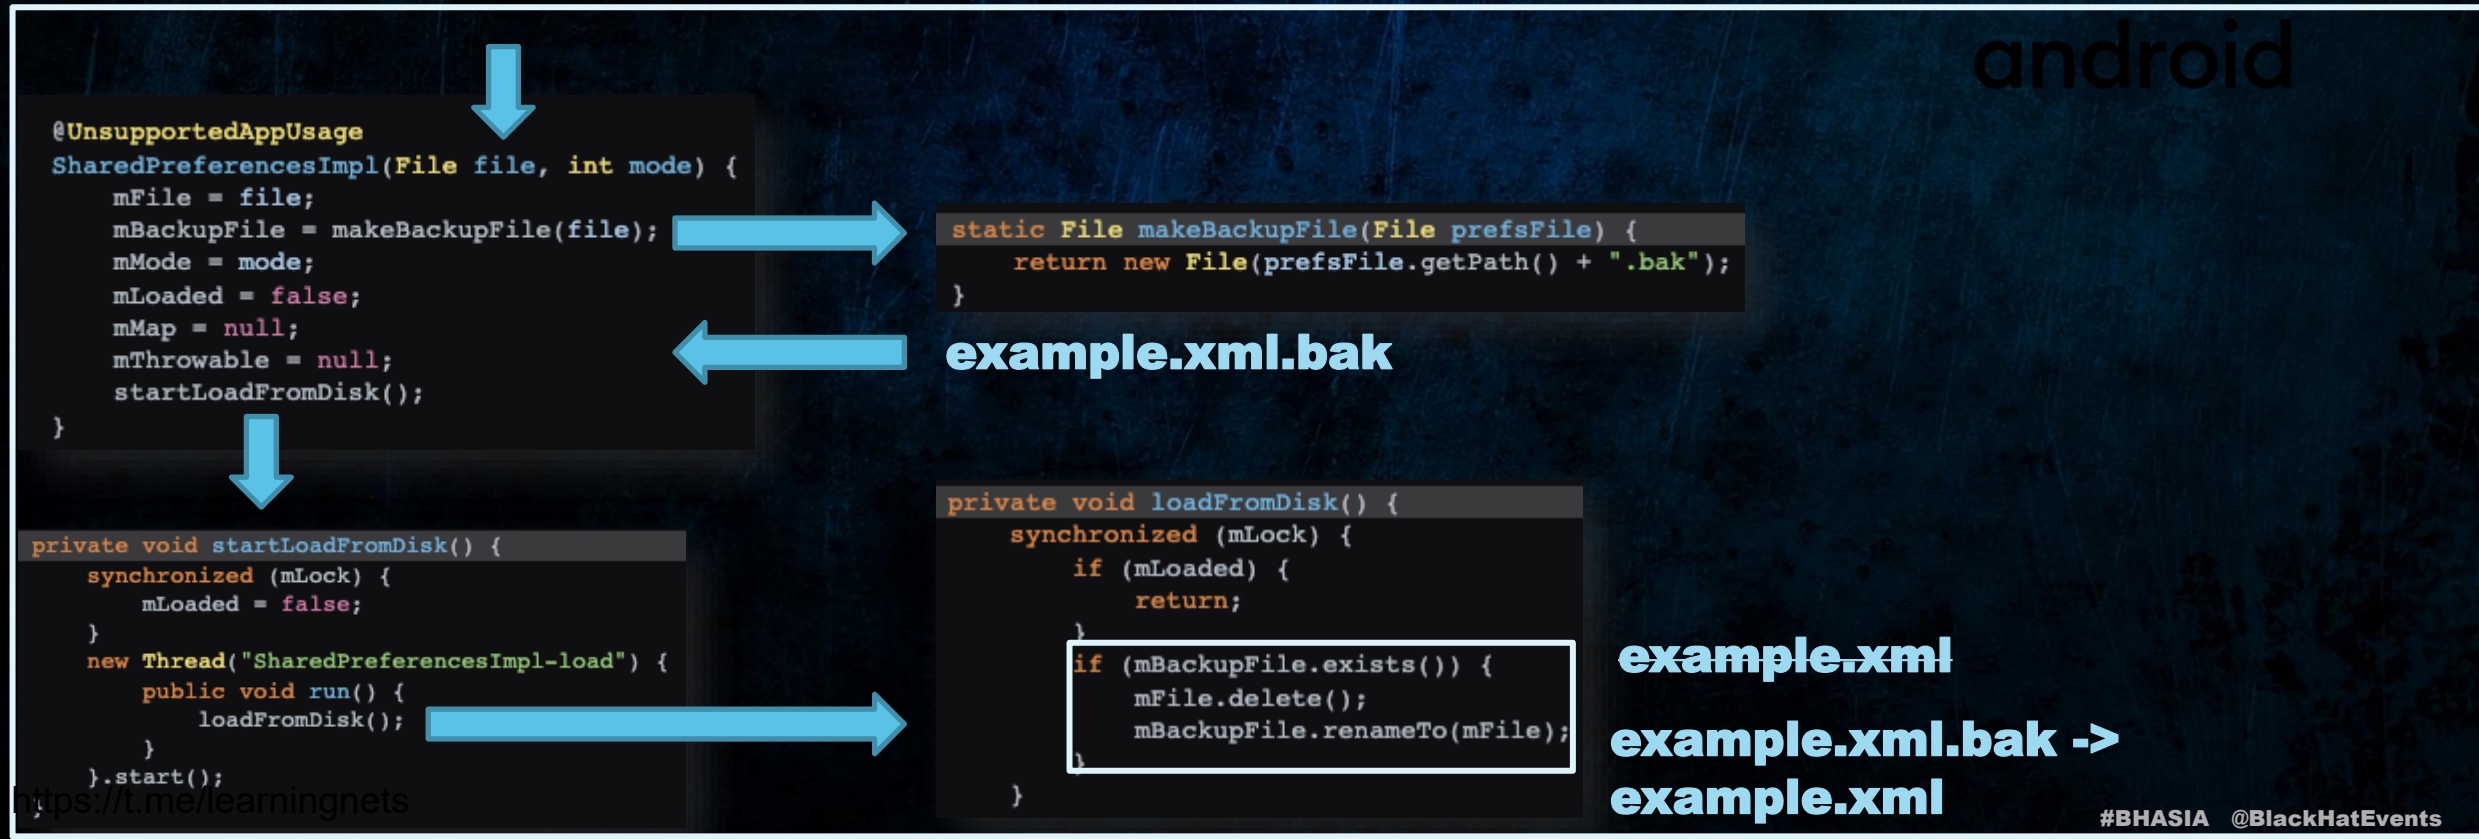 android
@UnsupportedAppUsage
SharedPreferencesImpl(File file, int mode) {
mFile = file;
mBackupFile = makeBackupFile(file);
mMode = mode;
mLoaded = false;
mMap = null;
mThrowable = null;
startLoadFromDisk();
}
static File makeBackupFile(File prefsFile) {
return new File(prefsFile.getPath() + ".bak");
}
example.xml.bak
private void startLoadFromDisk() {
synchronized (mLock) {
mLoaded = false;
}
new Thread("SharedPreferencesImpl-load") {
public void run() {
loadFromDisk();
}
}.start();
}
private void loadFromDisk() {
synchronized (mLock) {
if (mLoaded) {
return;
}
if (mBackupFile.exists()) {
mFile.delete();
mBackupFile.renameTo(mFile);
}
}
example.xml
example.xml.bak ->
example.xml
https://t.me/learningnets
#BHASIA @BlackHatEvents